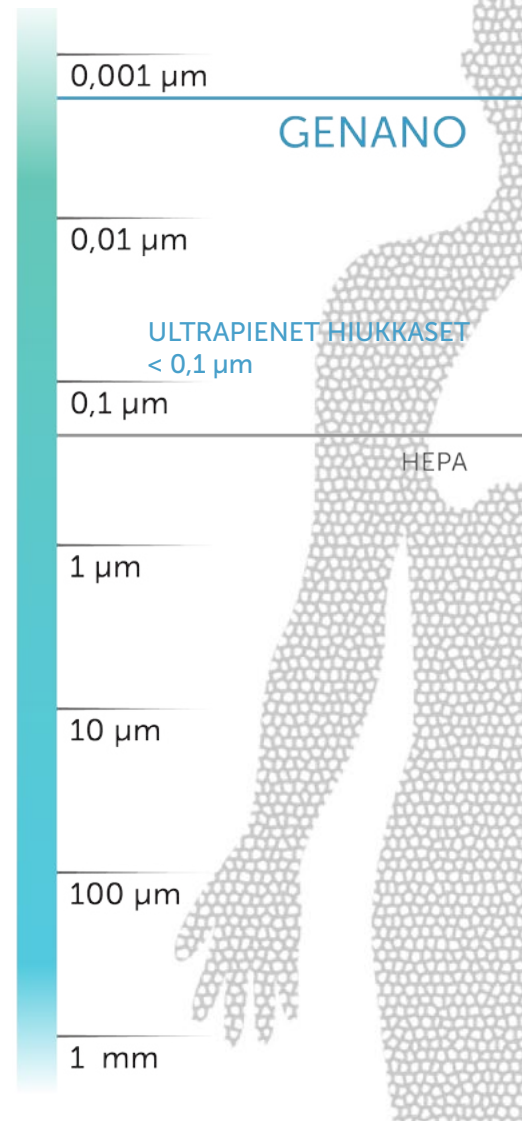 0,001 µm
GENANO
0,01 µm
ULTRAPIENET HIUKKASET
< 0,1 µm
0,1 µm
HEPA
1 µm
10 µm
100 µm
1 mm